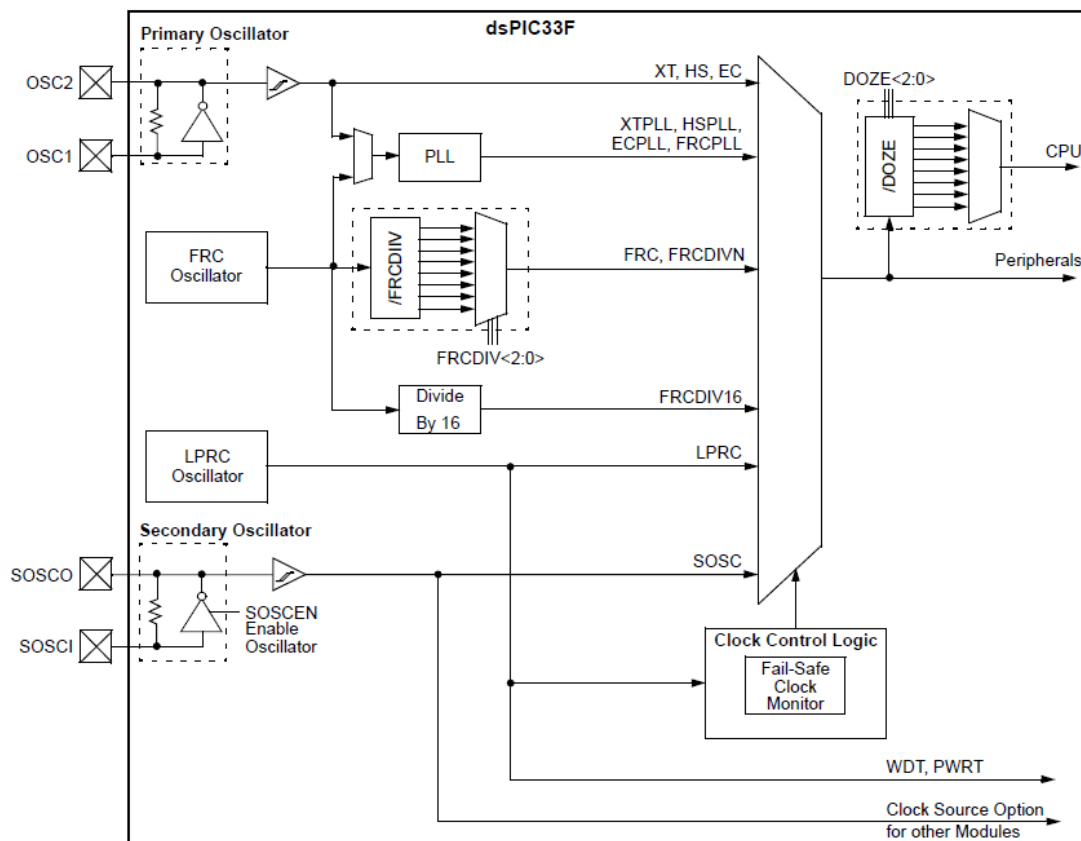 dsPIC33F
Primary Oscillator
OSC2
OSC1
XT, HS, EC
DOZE<2:0>
XTPLL, HSPLL,
ECPLL, FRCPLL
PLL
/DOZE
CPU
FRC
Oscillator
/FRCDIIV
FRC, FRCDIVN
Peripherals
FRCDIV<2:0>
Divide
By 16
FRCDIV16
LPRC
Oscillator
LPRC
Secondary Oscillator
SOSCO
SOSC
SOSCEN
Enable
Oscillator
SOSCI
Clock Control Logic
Fail-Safe
Clock
Monitor
WDT, PWRT
Clock Source Option
for other Modules